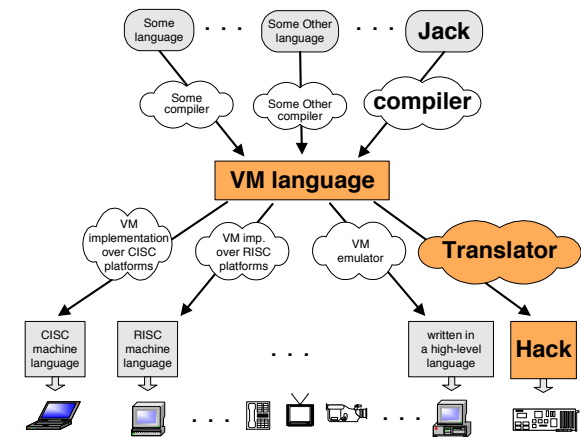 Some
language
. . .
Some Other
language
. . .
Jack
Some
compiler
Some Other
compiler
compiler
VM language
VM
implementation
over CISC
platforms
VM imp.
over RISC
platforms
VM
emulator
Translator
CISC
machine
language
RISC
machine
language
. . .
written in
a high-level
language
Hack
. . .
. . .